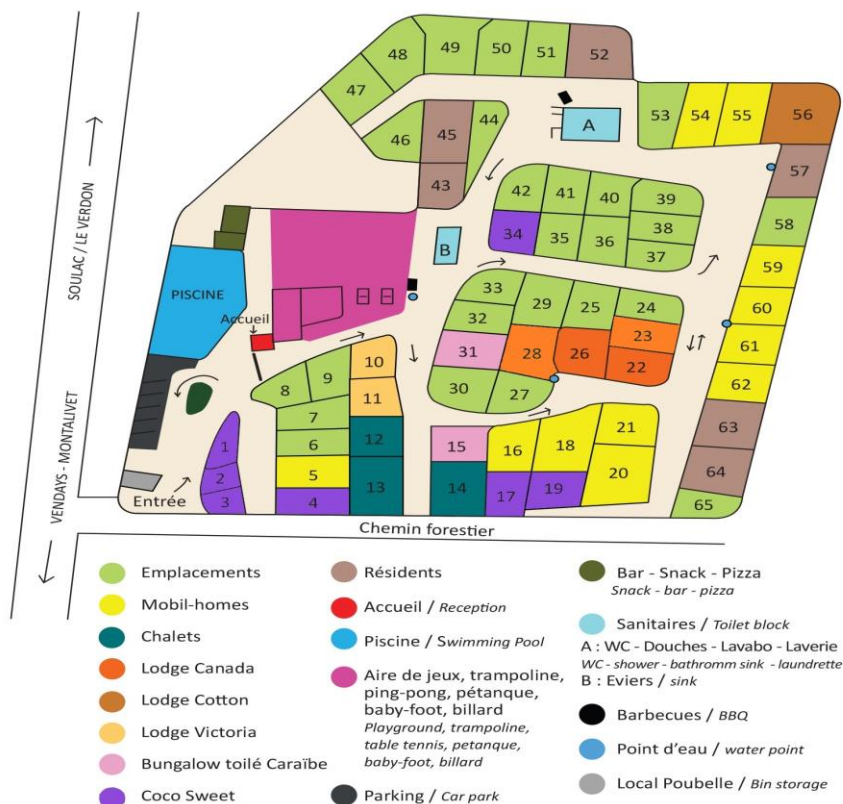 48
49
50
51
52
47
53
54
55
56
46
45
44
A
57
43
42
41
40
39
58
34
35
36
38
37
B
59
SOULAC / LE VERDON
PISCINE
33
29
25
24
60
Accueil
32
23
61
31
28
26
22
62
10
30
27
8
9
11
7
21
63
1
6
12
15
16
18
20
64
2
5
13
14
17
19
65
3
4
VENDAYS - MONTALIVET
Entrée
Chemin forestier
Emplacements
Mobil-homes
Chalets
Lodge Canada
Lodge Cotton
Lodge Victoria
Bungalow toilé Caraïbe
Coco Sweet
Résidents
Accueil / Reception
Piscine / Swimming Pool
Aire de jeux, trampoline,
ping-pong, pétanque,
baby-foot, billard
Playground, trampoline,
table tennis, petanque,
baby-foot, billard
Parking / Car park
Bar - Snack - Pizza
Snack - bar - pizza
Sanitaires / Toilet block
A : WC - Douches - Lavabo - Laverie
WC - shower - bathromm sink - laundrette
B : Eviers / sink
Barbecues / BBQ
Point d'eau / water point
Local Poubelle / Bin storage